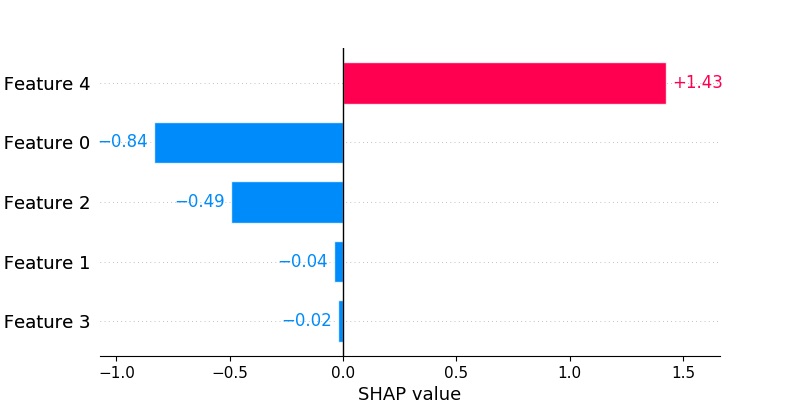 Feature 4 +1.43
Feature 0 −0.84
Feature 2 −0.49
Feature 1 −0.04
Feature 3 −0.02
−1.0 −0.5 0.0 0.5 1.0 1.5
SHAP value